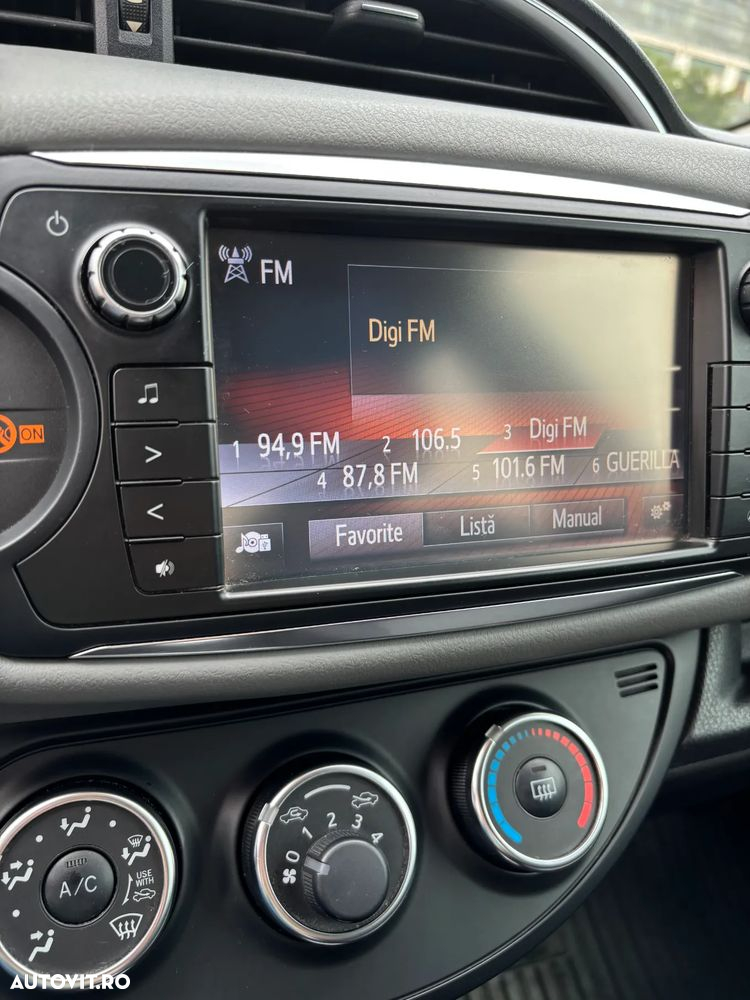 FM
Digi FM
1 94,9 FM 2 106.5 3 Digi FM
4 87,8 FM 5 101.6 FM 6 GUERILLA
Favorite Listă Manual
ON
0 1 2 3 4
A/C
USE WITH
AUTOVIT.RO